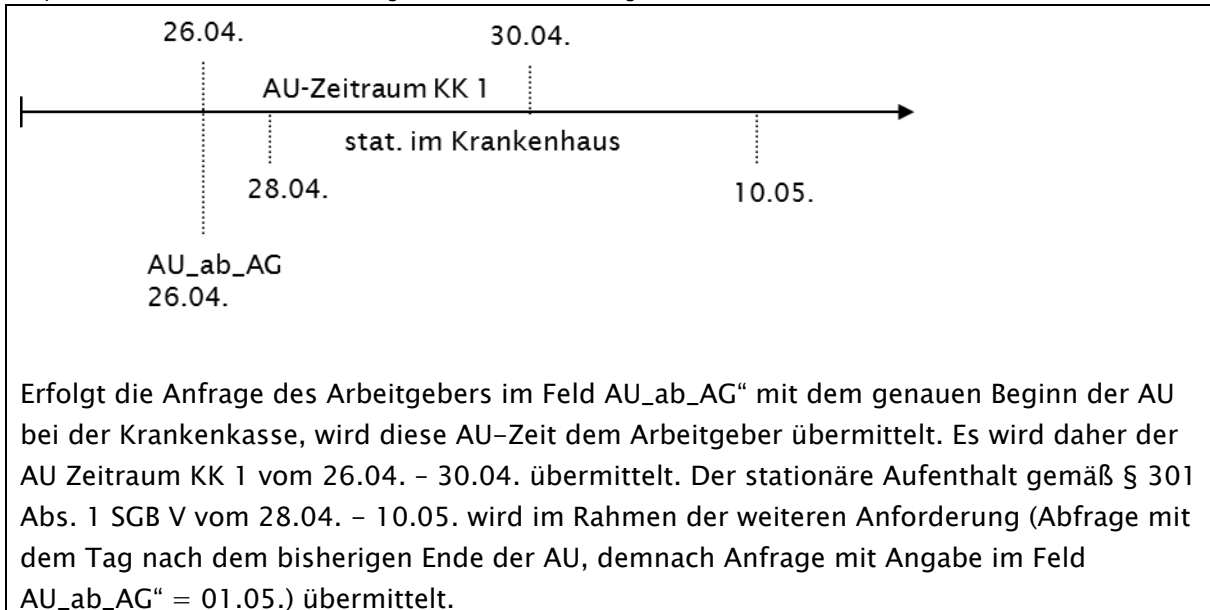 26.04.
30.04.
AU-Zeitraum KK 1
stat. im Krankenhaus
28.04.
10.05.
AU_ab_AG
26.04.
Erfolgt die Anfrage des Arbeitgebers im Feld AU_ab_AG“ mit dem genauen Beginn der AU
bei der Krankenkasse, wird diese AU-Zeit dem Arbeitgeber übermittelt. Es wird daher der
AU Zeitraum KK 1 vom 26.04. – 30.04. übermittelt. Der stationäre Aufenthalt gemäß § 301
Abs. 1 SGB V vom 28.04. – 10.05. wird im Rahmen der weiteren Anforderung (Abfrage mit
dem Tag nach dem bisherigen Ende der AU, demnach Anfrage mit Angabe im Feld
AU_ab_AG“ = 01.05.) übermittelt.